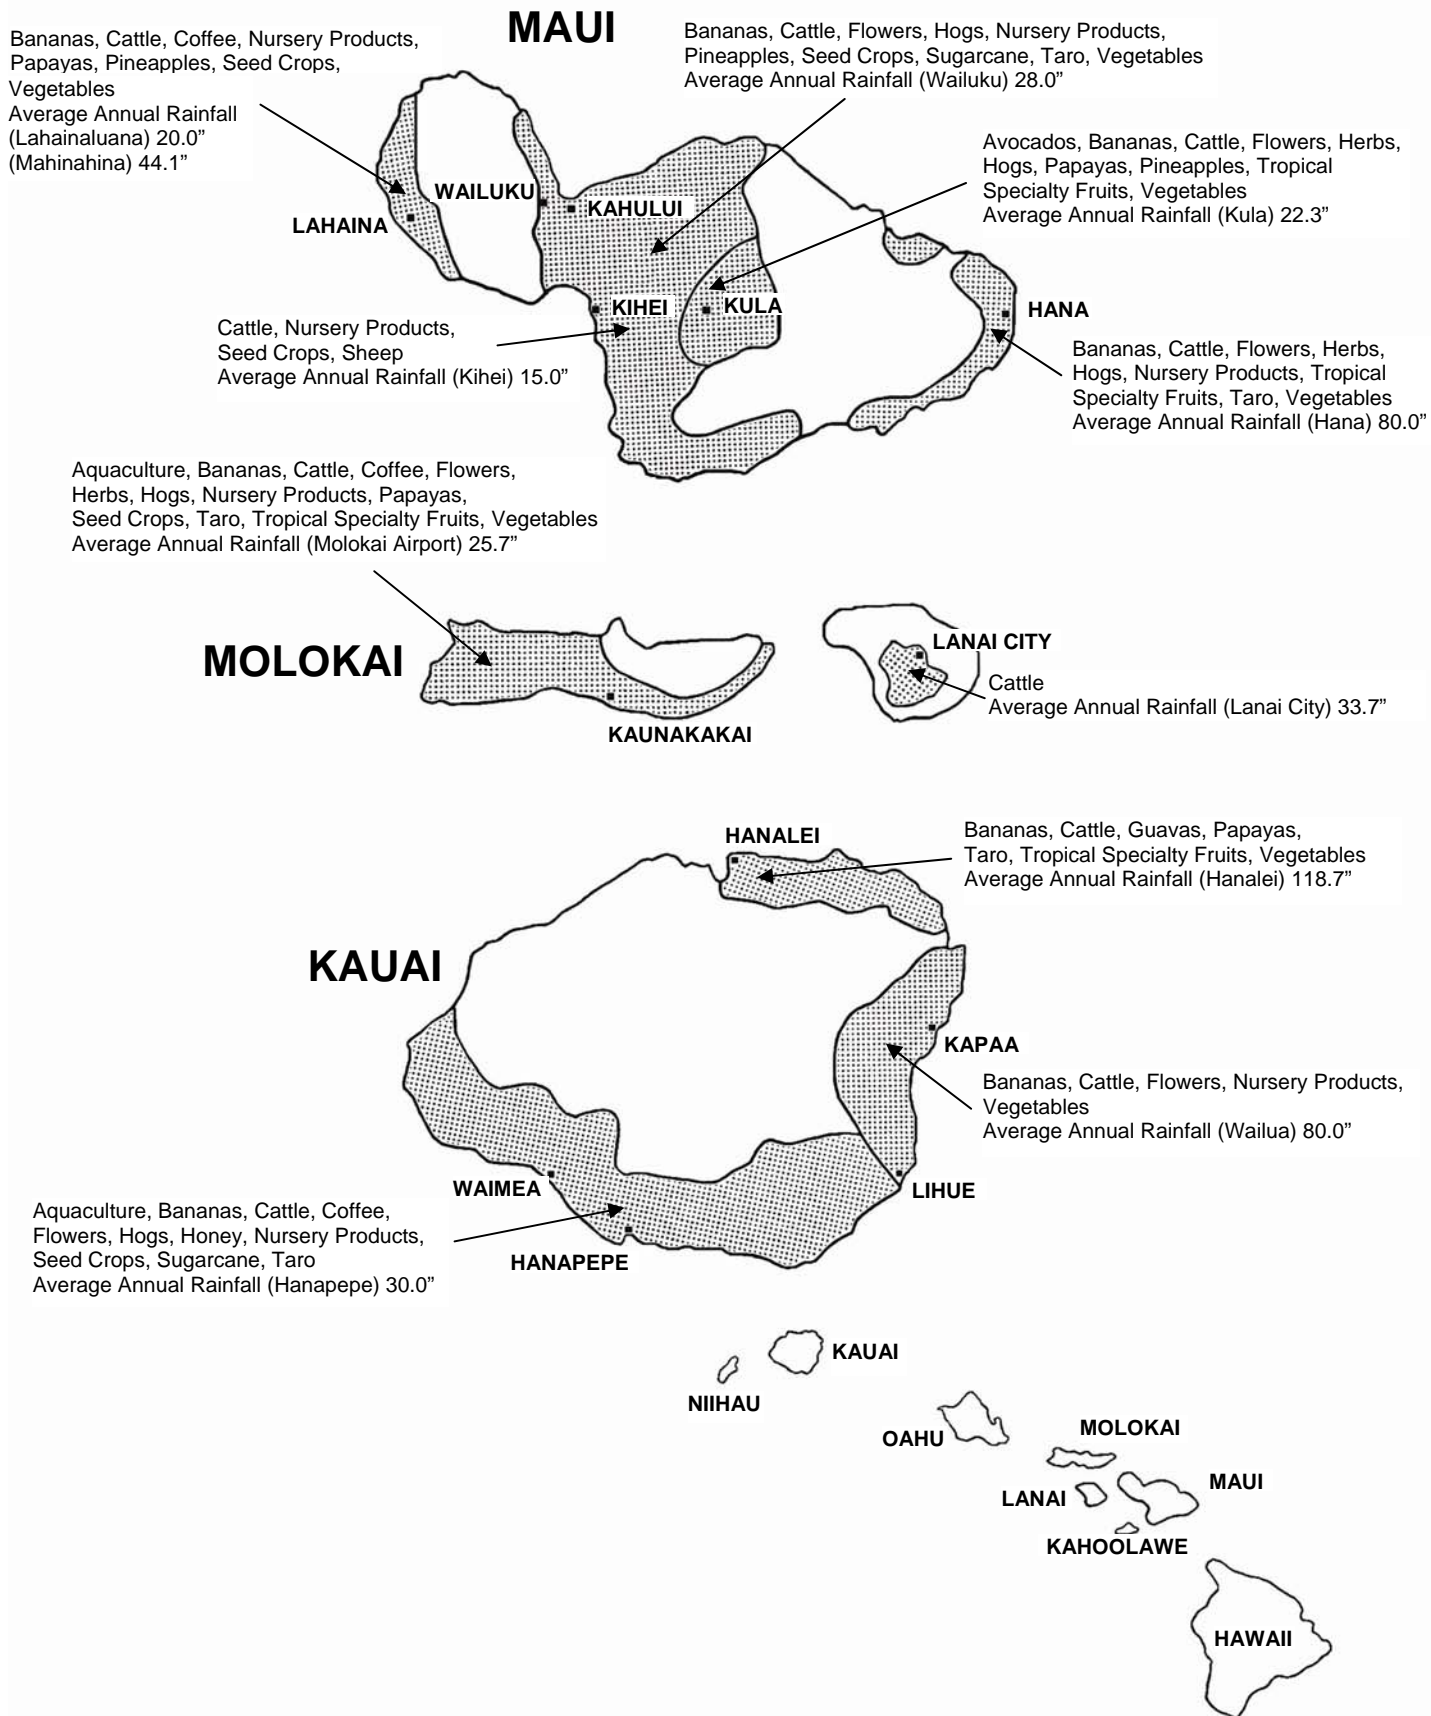 MAUI
Bananas, Cattle, Coffee, Nursery Products,
Papayas, Pineapples, Seed Crops,
Vegetables
Average Annual Rainfall
(Lahainaluana) 20.0”
(Mahinahina) 44.1”
Bananas, Cattle, Flowers, Hogs, Nursery Products,
Pineapples, Seed Crops, Sugarcane, Taro, Vegetables
Average Annual Rainfall (Wailuku) 28.0”
Avocados, Bananas, Cattle, Flowers, Herbs,
Hogs, Papayas, Pineapples, Tropical
Specialty Fruits, Vegetables
Average Annual Rainfall (Kula) 22.3”
WAILUKU
KAHULUI
LAHAINA
KIHEI
KULA
HANA
Cattle, Nursery Products,
Seed Crops, Sheep
Average Annual Rainfall (Kihei) 15.0”
Bananas, Cattle, Flowers, Herbs,
Hogs, Nursery Products, Tropical
Specialty Fruits, Taro, Vegetables
Average Annual Rainfall (Hana) 80.0”
Aquaculture, Bananas, Cattle, Coffee, Flowers,
Herbs, Hogs, Nursery Products, Papayas,
Seed Crops, Taro, Tropical Specialty Fruits, Vegetables
Average Annual Rainfall (Molokai Airport) 25.7”
MOLOKAI
KAUNAKAKAI
LANAI CITY
Cattle
Average Annual Rainfall (Lanai City) 33.7”
HANALEI
Bananas, Cattle, Guavas, Papayas,
Taro, Tropical Specialty Fruits, Vegetables
Average Annual Rainfall (Hanalei) 118.7”
KAUAI
KAPAA
Bananas, Cattle, Flowers, Nursery Products,
Vegetables
Average Annual Rainfall (Wailua) 80.0”
WAIMEA
LIHUE
HANAPEPE
Aquaculture, Bananas, Cattle, Coffee,
Flowers, Hogs, Honey, Nursery Products,
Seed Crops, Sugarcane, Taro
Average Annual Rainfall (Hanapepe) 30.0”
KAUAI
NIIHAU
OAHU
MOLOKAI
LANAI
MAUI
KAHOOLAWE
HAWAII